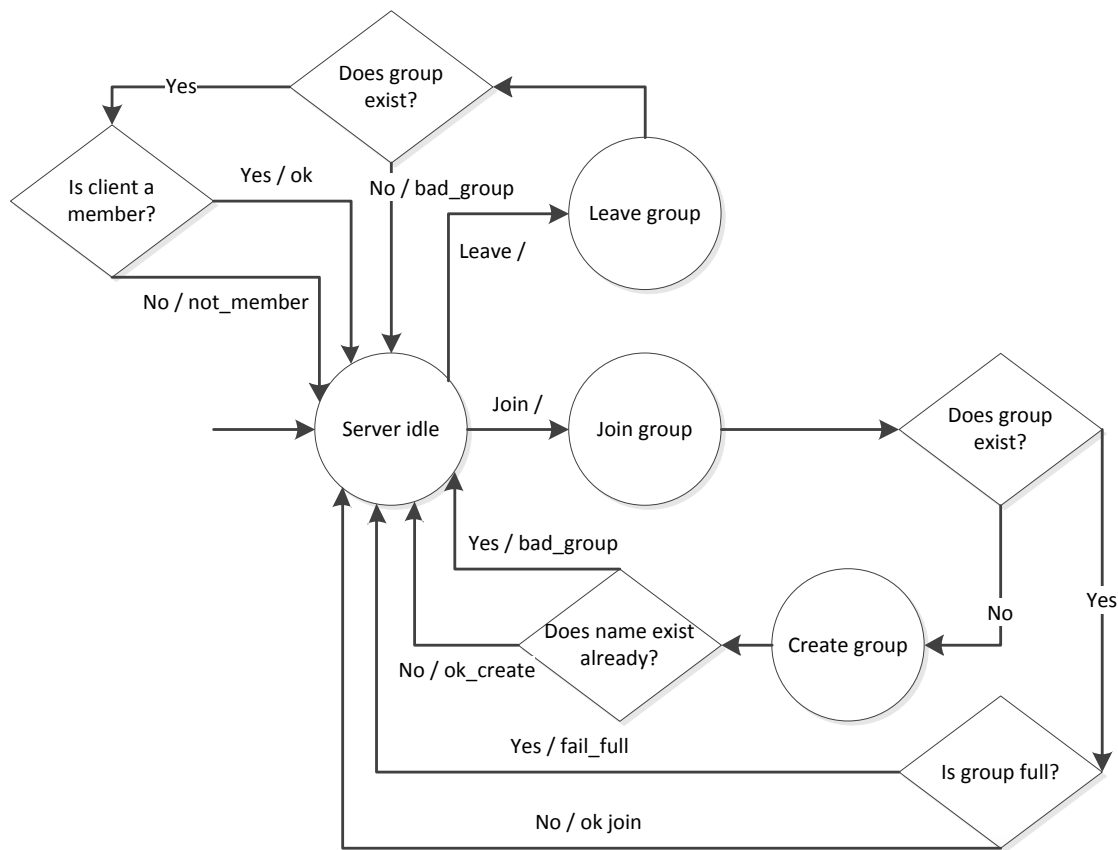 Does group
exist?
Yes
Is client a
member?
Yes / ok
No / bad_group
Leave group
Leave /
No / not_member
Server idle
Join /
Join group
Does group
exist?
Yes / bad_group
No
Yes
Does name exist
already?
Create group
No / ok_create
Yes / fail_full
Is group full?
No / ok join